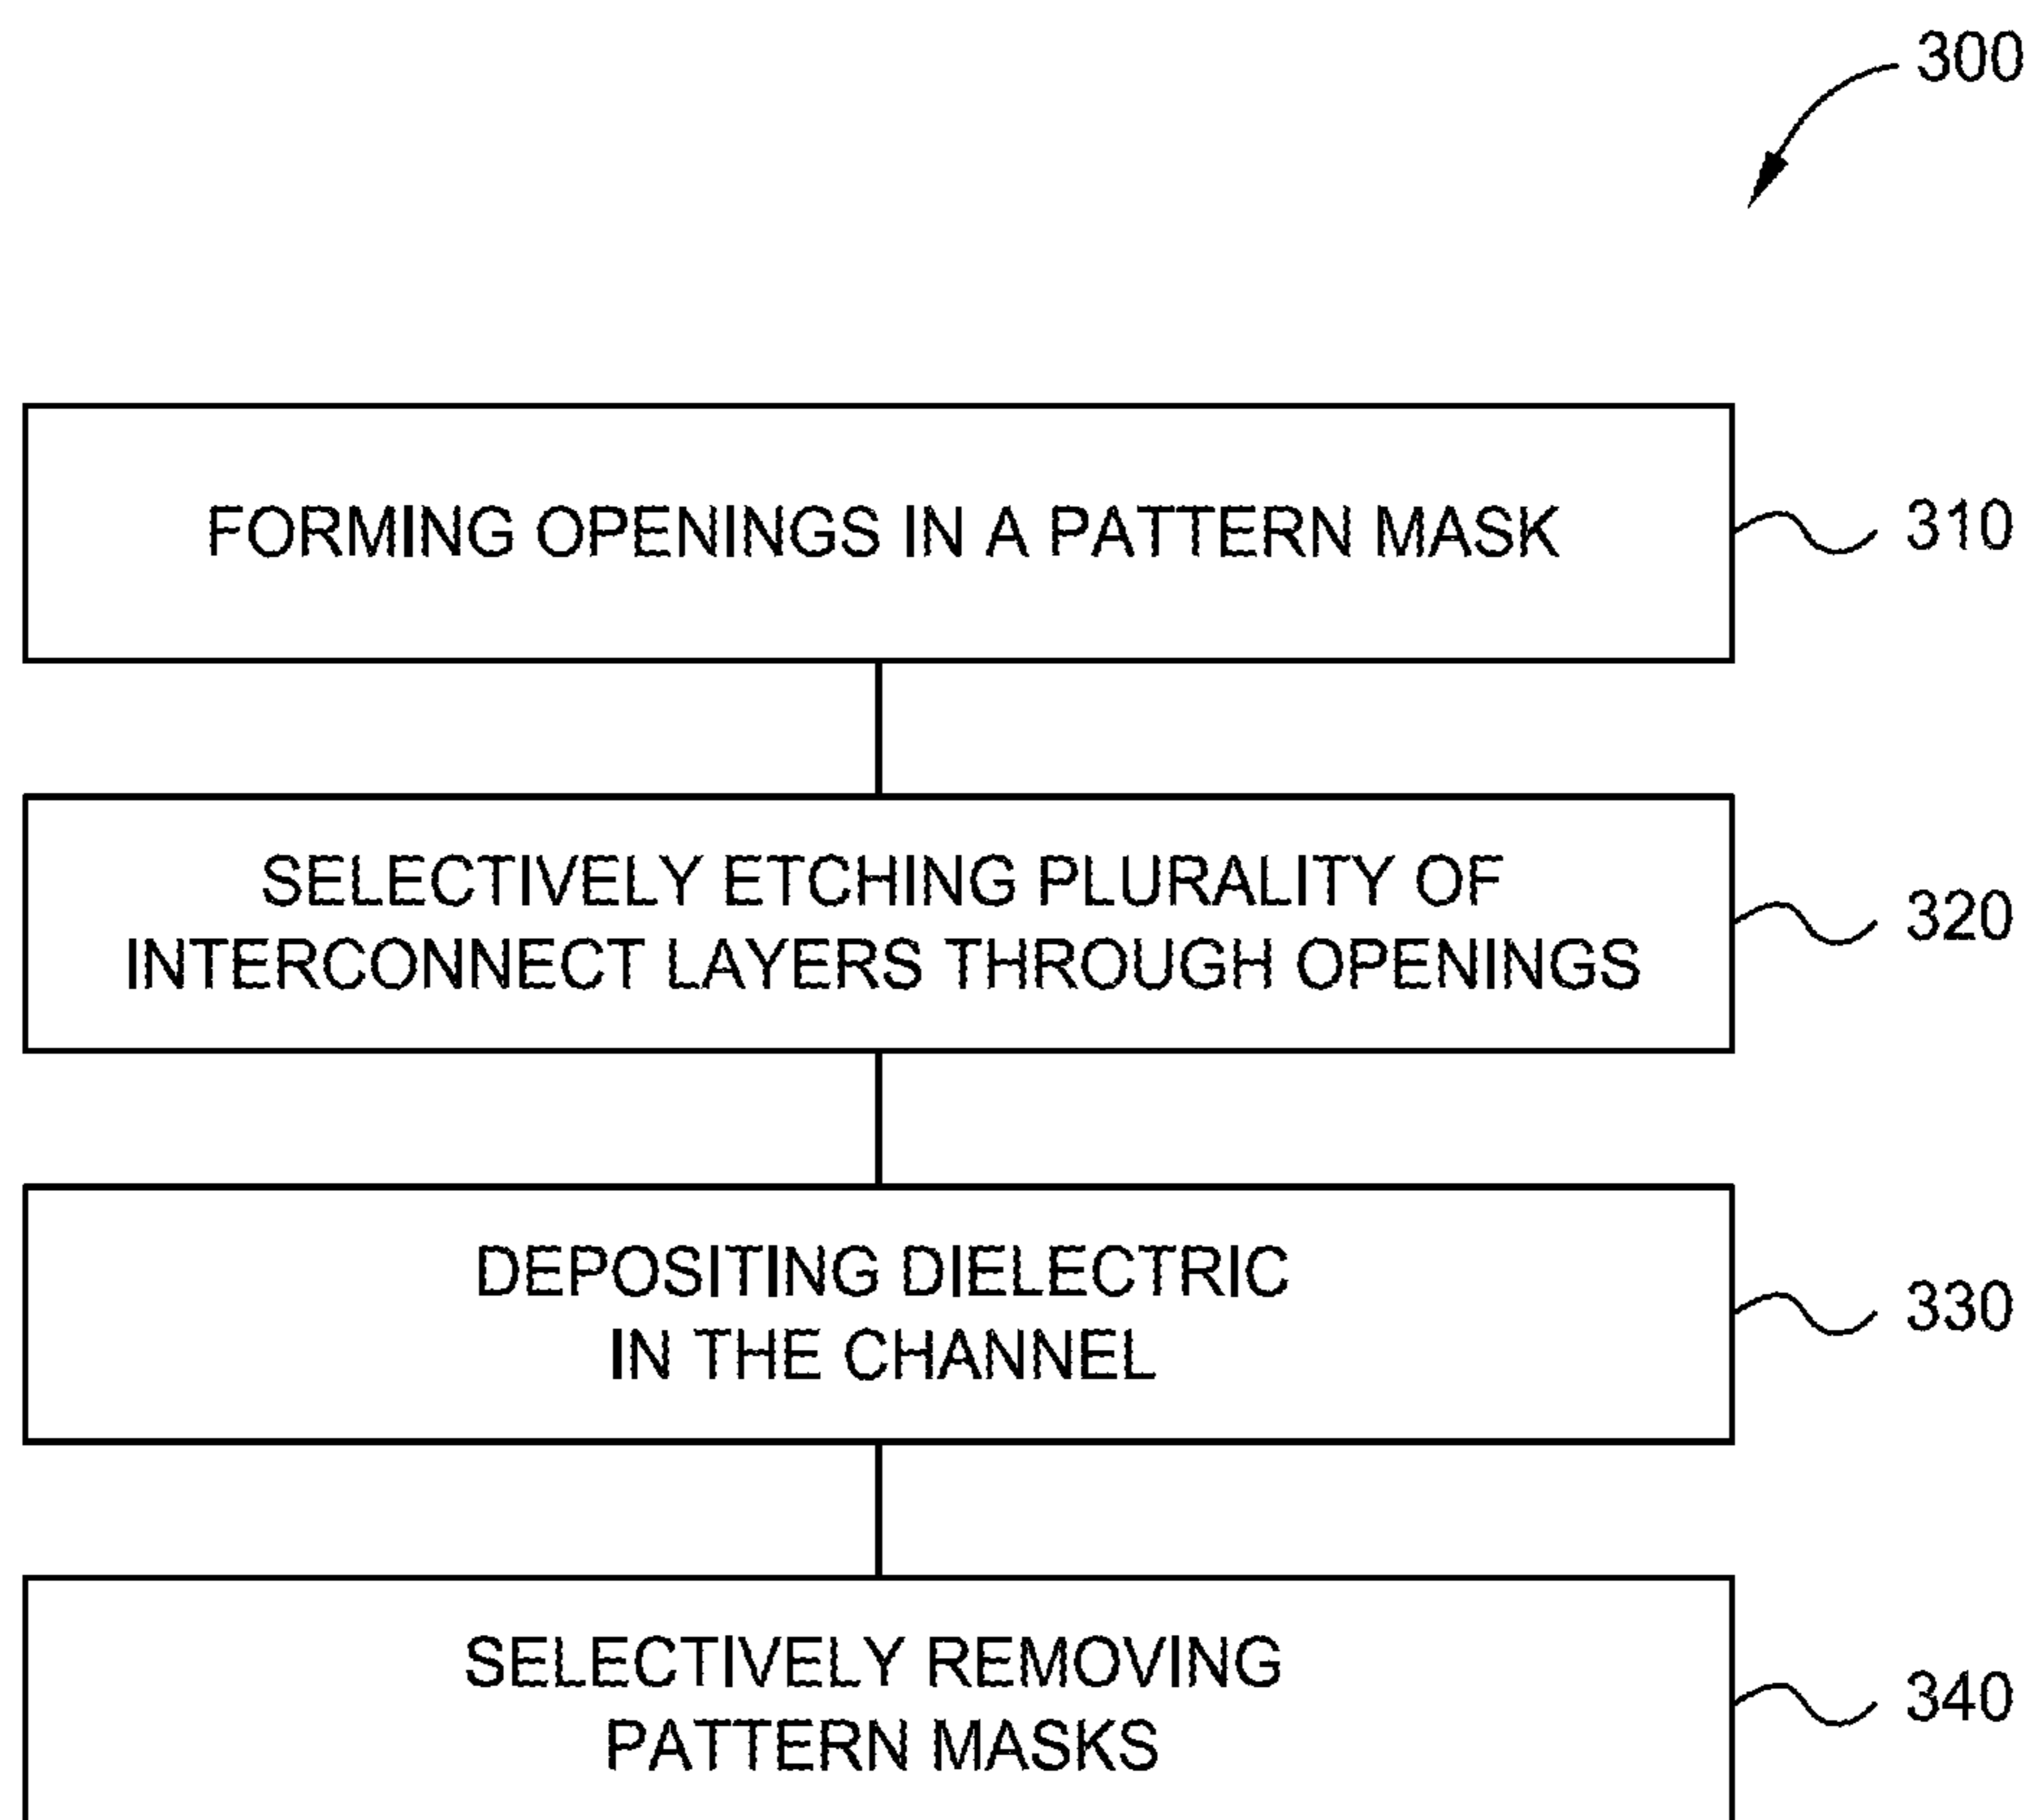 300
FORMING OPENINGS IN A PATTERN MASK
310
SELECTIVELY ETCHING PLURALITY OF
INTERCONNECT LAYERS THROUGH OPENINGS
320
DEPOSITING DIELECTRIC
IN THE CHANNEL
330
SELECTIVELY REMOVING
PATTERN MASKS
340